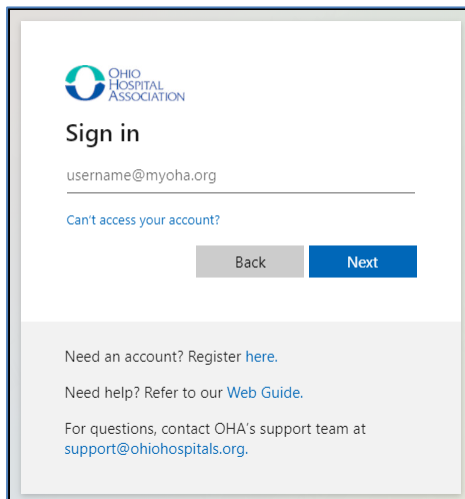 OHIO
HOSPITAL
ASSOCIATION
Sign in
username@myoha.org
Can't access your account?
Back Next
Need an account? Register here.
Need help? Refer to our Web Guide.
For questions, contact OHA's support team at
support@ohiohospitals.org.